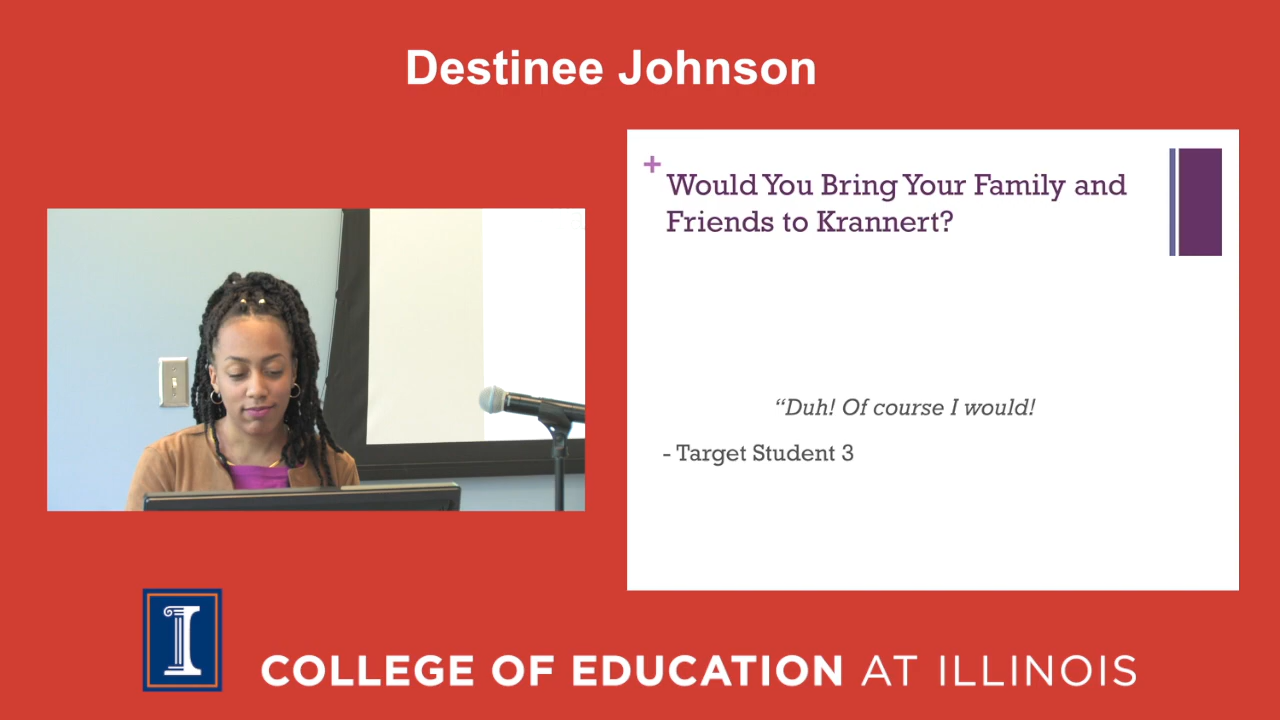 Destinee Johnson
+
Would You Bring Your Family and
Friends to Krannert?
“Duh! Of course I would!
- Target Student 3
I
COLLEGE OF EDUCATION AT ILLINOIS